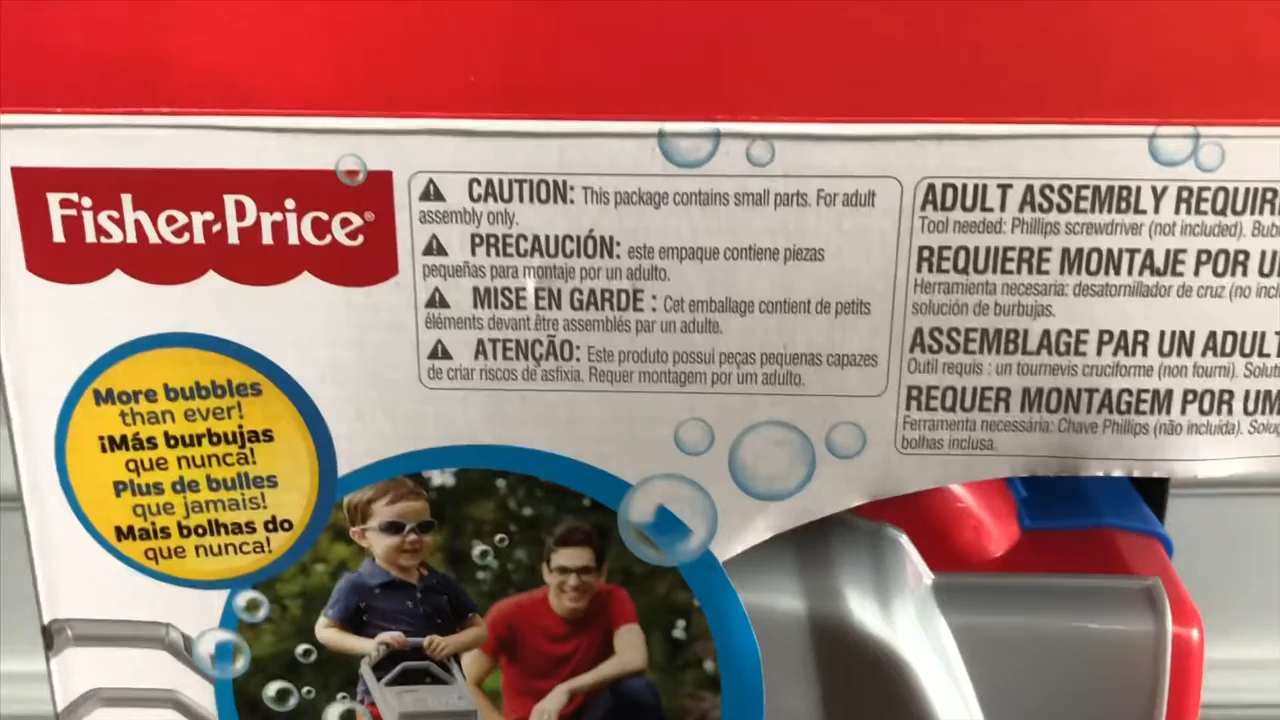 Fisher-Price®
⚠ CAUTION: This package contains small parts. For adult
assembly only.
⚠ PRECAUCIÓN: este empaque contiene piezas
pequeñas para montaje por un adulto.
⚠ MISE EN GARDE : Cet emballage contient de petits
éléments devant être assemblés par un adulte.
⚠ ATENÇÃO: Este produto possui peças pequenas capazes
de criar riscos de asfixia. Requer montagem por um adulto.
ADULT ASSEMBLY REQUIR
Tool needed: Phillips screwdriver (not included). Bub
REQUIERE MONTAJE POR U
Herramienta necesaria: desatornillador de cruz (no incl
solución de burbujas.
ASSEMBLAGE PAR UN ADULT
Outil requis : un tournevis cruciforme (non fourni). Soluti
REQUER MONTAGEM POR UM
Ferramenta necessária: Chave Phillips (não incluída). Soluç
bolhas inclusa.
More bubbles
than ever!
¡Más burbujas
que nunca!
Plus de bulles
que jamais!
Mais bolhas do
que nunca!